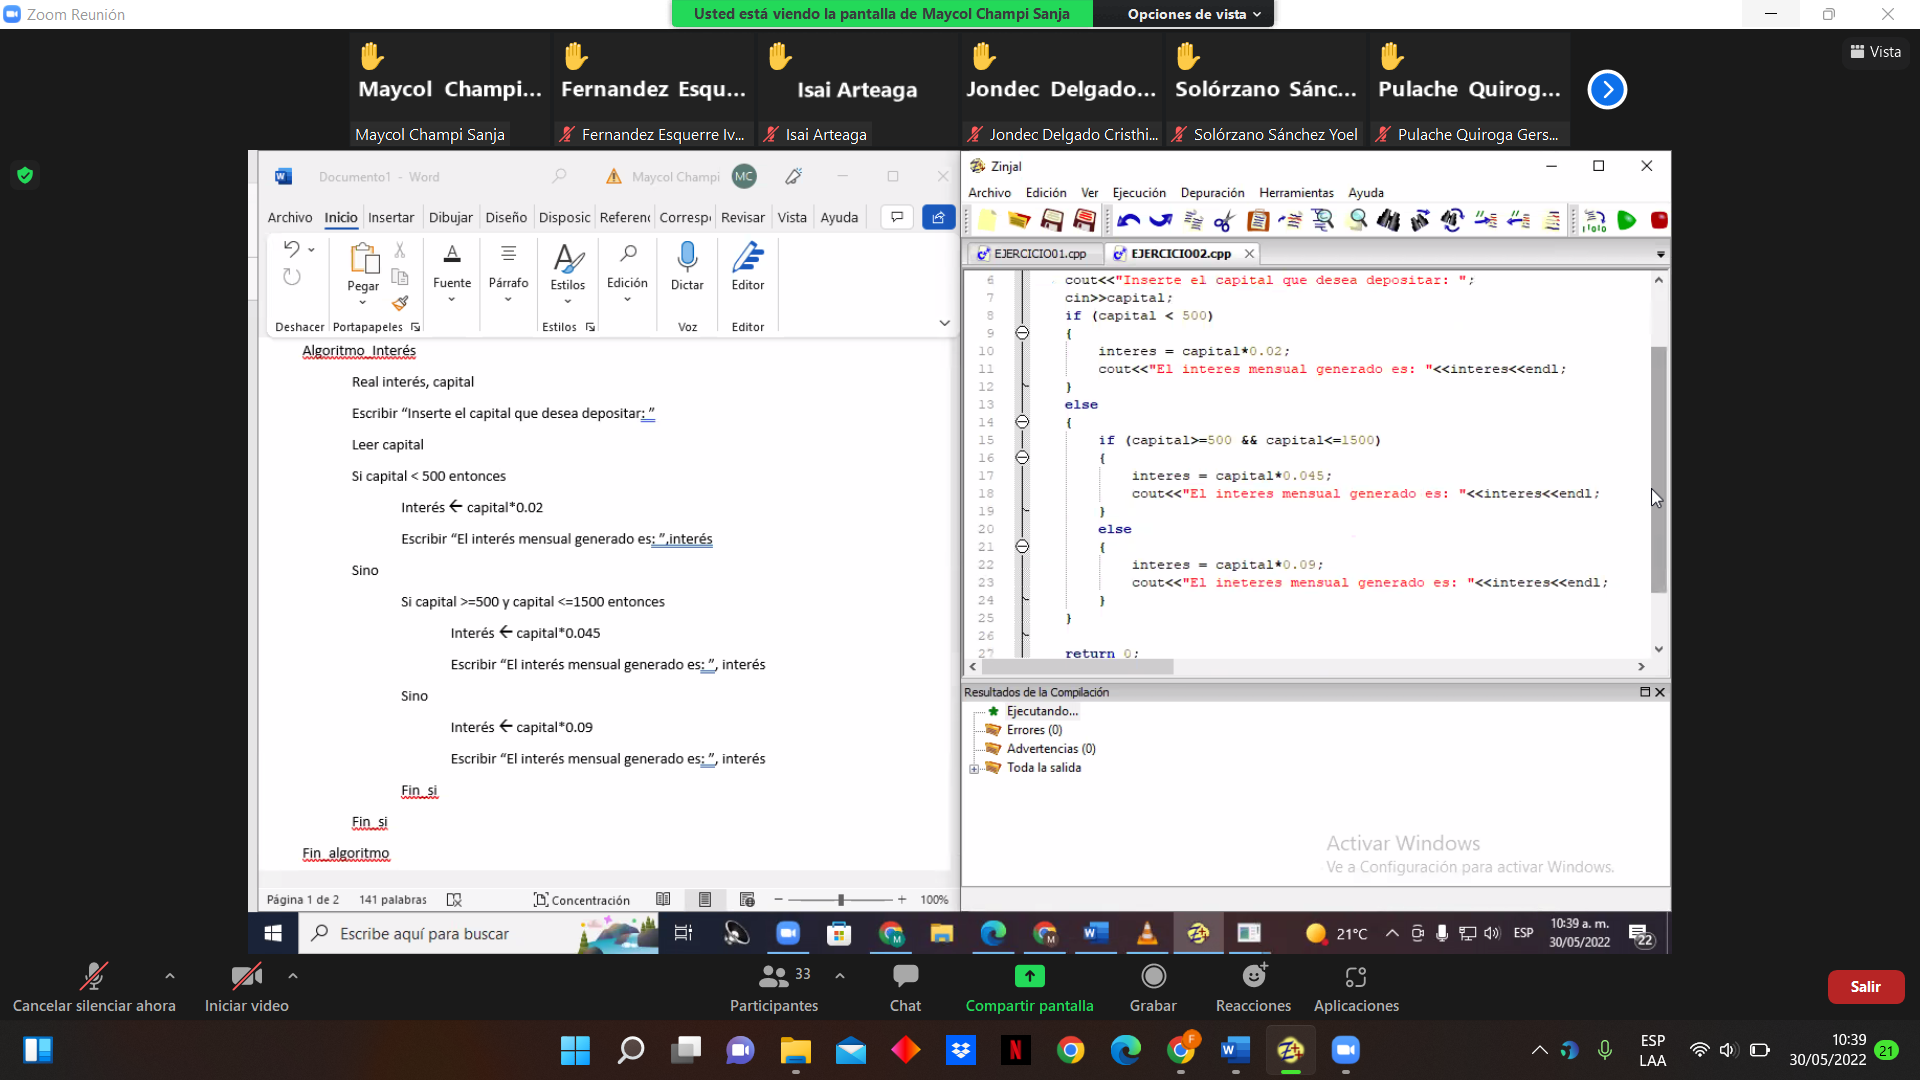 Zoom Reunión
Usted está viendo la pantalla de Maycol Champi Sanja
Opciones de vista
Vista
Maycol Champi...
Fernandez Esqu...
Isai Arteaga
Jondec Delgado...
Solórzano Sánc...
Pulache Quirog...
Maycol Champi Sanja
Fernandez Esquerre Iv...
Isai Arteaga
Jondec Delgado Cristhi...
Solórzano Sánchez Yoel
Pulache Quiroga Gers...
Documento1 - Word
Maycol Champi
MC
Archivo Inicio Insertar Dibujar Diseño Disposic Referen Corresp Revisar Vista Ayuda
Pegar
Fuente
Párrafo
Estilos
Edición
Dictar
Editor
Deshacer Portapapeles Estilos Voz Editor
Algoritmo_Interés
Real interés, capital
Escribir “Inserte el capital que desea depositar: ”
Leer capital
Si capital < 500 entonces
Interés ← capital*0.02
Escribir “El interés mensual generado es: ”,interés
Sino
Si capital >=500 y capital <=1500 entonces
Interés ← capital*0.045
Escribir “El interés mensual generado es: ”, interés
Sino
Interés ← capital*0.09
Escribir “El interés mensual generado es: ”, interés
Fin_si
Fin_si
Fin_algoritmo
Página 1 de 2 141 palabras Concentración 100%
Zinjal
Archivo Edición Ver Ejecución Depuración Herramientas Ayuda
EJERCICIO01.cpp EJERCICIO02.cpp
6 cout<<"Inserte el capital que desea depositar: ";
7 cin>>capital;
8 if (capital < 500)
9 {
10 interes = capital*0.02;
11 cout<<"El interes mensual generado es: "<<interes<<endl;
12 }
13 else
14 {
15 if (capital>=500 && capital<=1500)
16 {
17 interes = capital*0.045;
18 cout<<"El interes mensual generado es: "<<interes<<endl;
19 }
20 else
21 {
22 interes = capital*0.09;
23 cout<<"El ineteres mensual generado es: "<<interes<<endl;
24 }
25 }
26
27 return 0;
Resultados de la Compilación
Ejecutando...
Errores (0)
Advertencias (0)
Toda la salida
Activar Windows
Ve a Configuración para activar Windows.
Escribe aquí para buscar
21°C
ESP
10:39 a. m.
30/05/2022
22
Cancelar silenciar ahora
Iniciar video
33
Participantes
Chat
Compartir pantalla
Grabar
Reacciones
Aplicaciones
Salir
ESP
LAA
10:39
30/05/2022
21